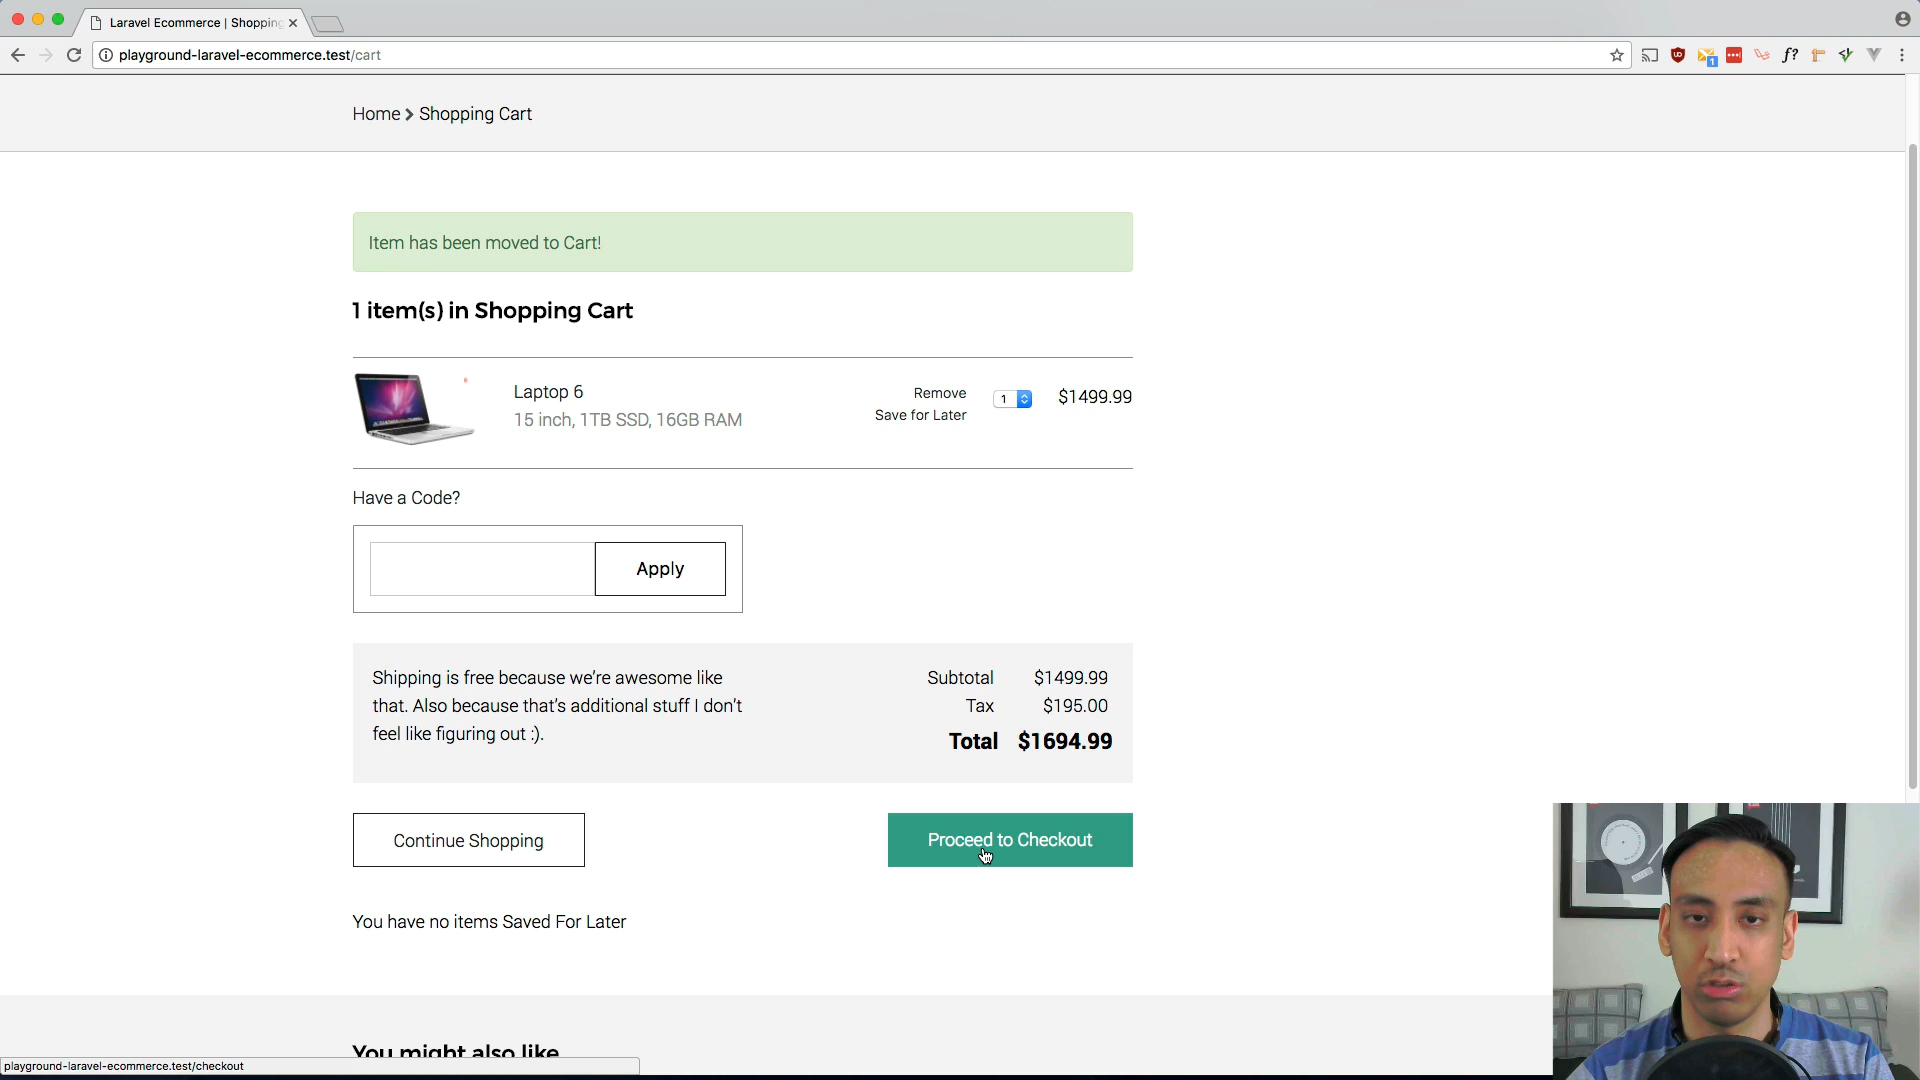 Laravel Ecommerce | Shopping
playground-laravel-ecommerce.test/cart
1
f?
Home > Shopping Cart
Item has been moved to Cart!
1 item(s) in Shopping Cart
Laptop 6
15 inch, 1TB SSD, 16GB RAM
Remove
Save for Later
1
$1499.99
Have a Code?
Apply
Shipping is free because we're awesome like
that. Also because that's additional stuff I don't
feel like figuring out :).
Subtotal $1499.99
Tax $195.00
Total $1694.99
Continue Shopping
Proceed to Checkout
You have no items Saved For Later
You might also like
playground-laravel-ecommerce.test/checkout